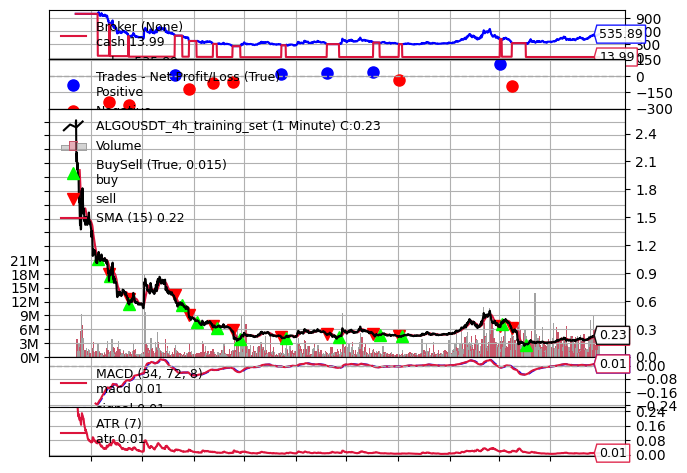 Broker (None)
cash 13.99
900
535.89
300
13.99
150
Trades - Net Profit/Loss (True)
Positive
0
−150
−300
ALGOUSDT_4h_training_set (1 Minute) C:0.23
Volume
BuySell (True, 0.015)
buy
sell
SMA (15) 0.22
2.4
2.1
1.8
1.5
1.2
0.9
0.6
0.3
0.23
0.0
21M
18M
15M
12M
9M
6M
3M
0M
MACD (34, 72, 8)
macd 0.01
0.01
0.00
−0.08
−0.16
−0.24
ATR (7)
atr 0.01
0.24
0.16
0.08
0.01
0.00